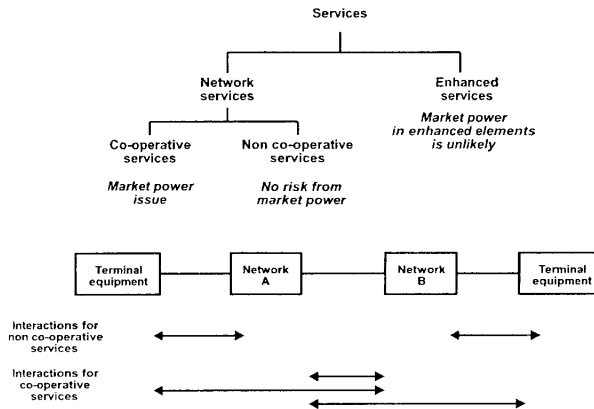 Services
Network
services
Enhanced
services
Market power
in enhanced elements
is unlikely
Co-operative
services
Non co-operative
services
Market power
issue
No risk from
market power
Terminal
equipment
Network
A
Network
B
Terminal
equipment
Interactions for
non co-operative
services
Interactions for
co-operative
services